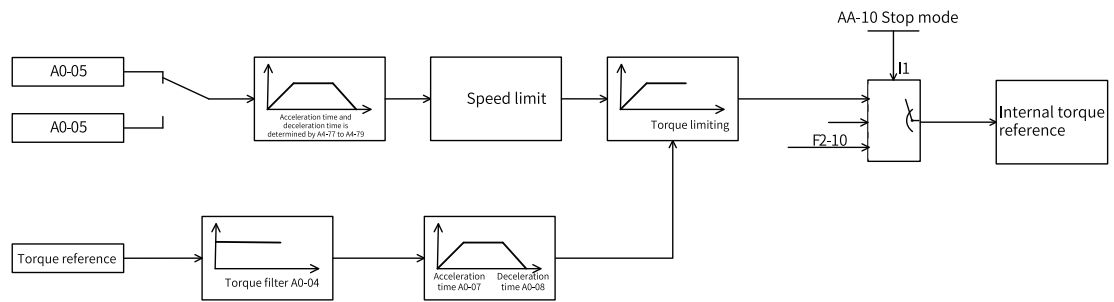 AA-10 Stop mode
I1
A0-05
A0-05
Acceleration time and
deceleration time is
determined by A4-77 to A4-79
Speed limit
Torque limiting
F2-10
Internal torque
reference
Torque reference
Torque filter A0-04
Acceleration
time A0-07
Deceleration
time A0-08